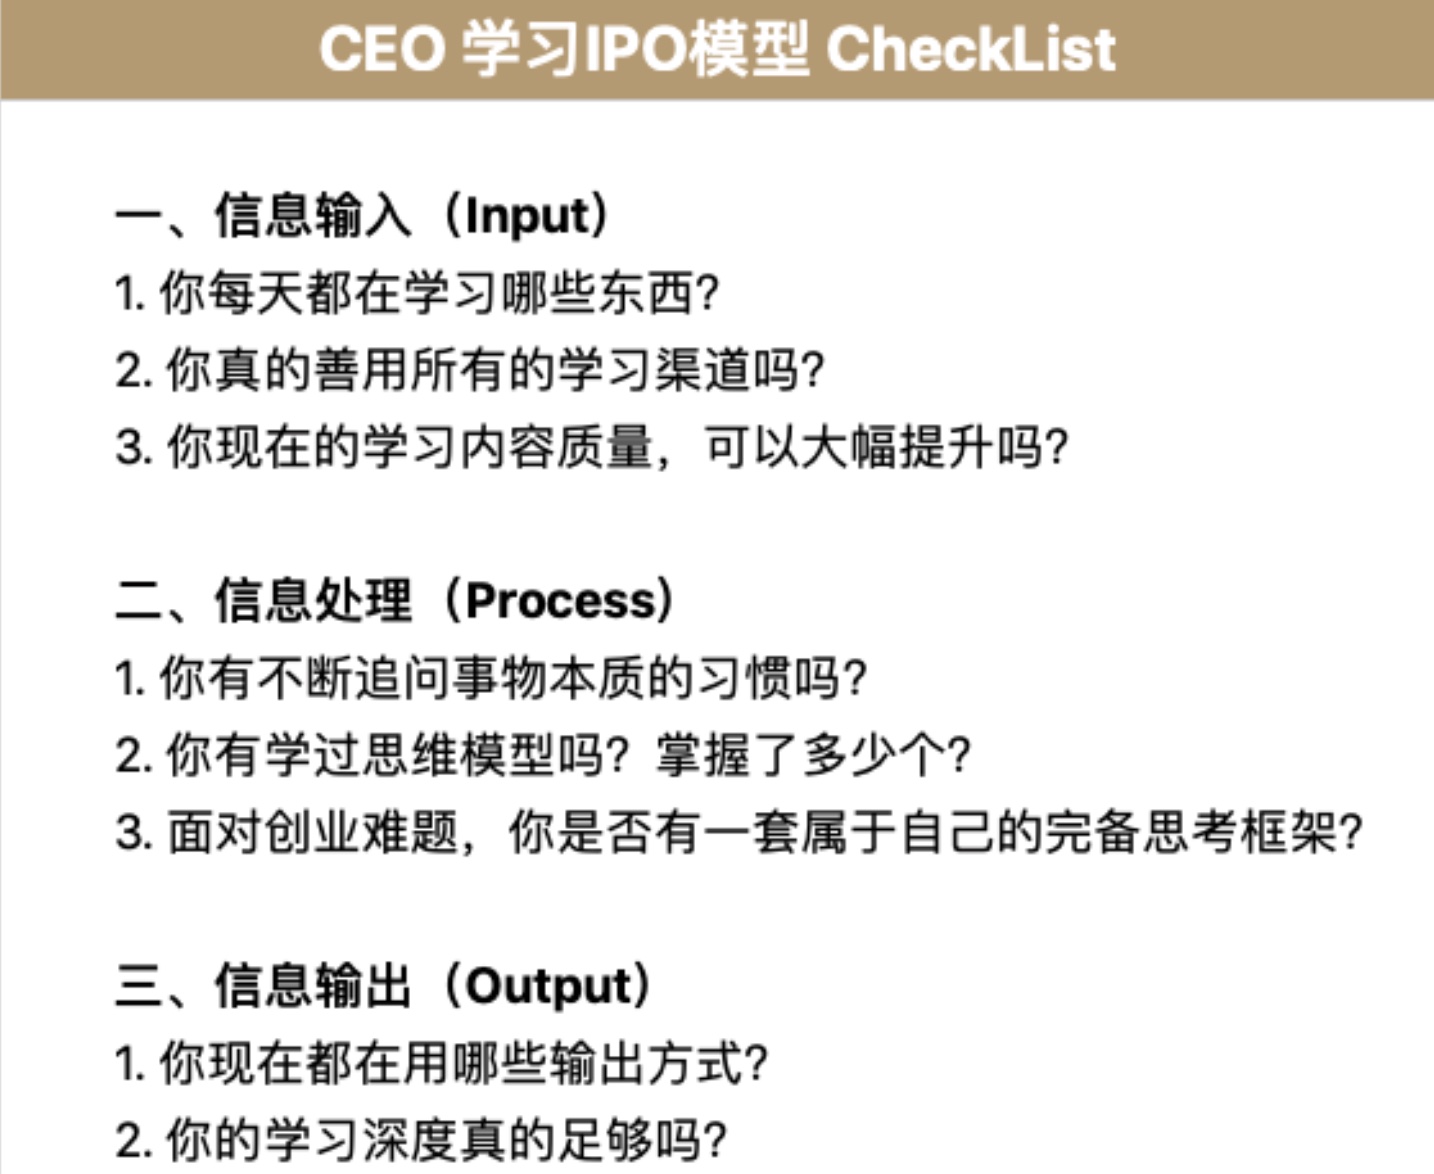 CEO 学习IPO模型 CheckList
一、信息输入（Input）
1. 你每天都在学习哪些东西？
2. 你真的善用所有的学习渠道吗？
3. 你现在的学习内容质量，可以大幅提升吗？
二、信息处理（Process）
1. 你有不断追问事物本质的习惯吗？
2. 你有学过思维模型吗？掌握了多少个？
3. 面对创业难题，你是否有一套属于自己的完备思考框架？
三、信息输出（Output）
1. 你现在都在用哪些输出方式？
2. 你的学习深度真的足够吗？